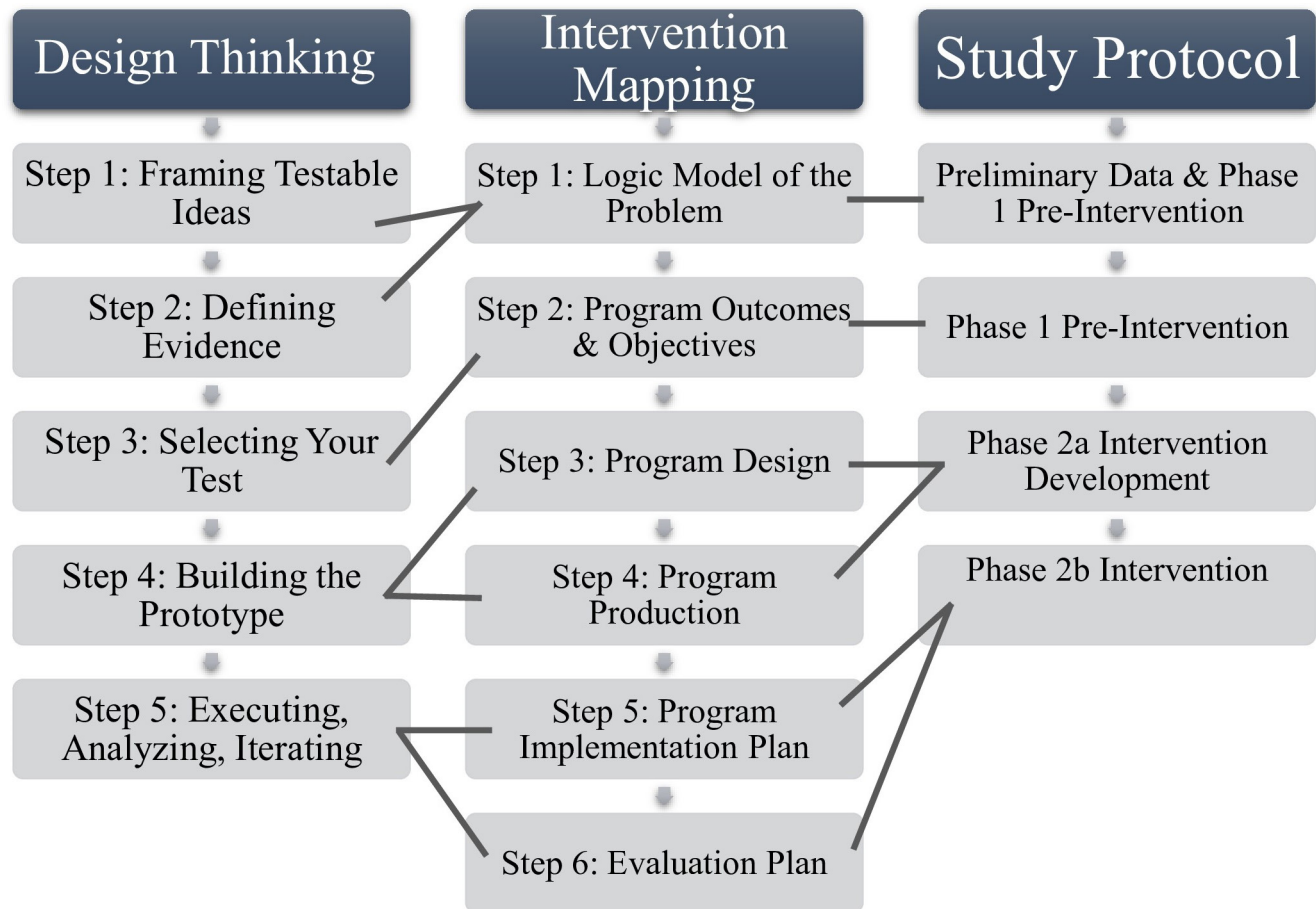 Design Thinking
Step 1: Framing Testable
Ideas
Step 2: Defining
Evidence
Step 3: Selecting Your
Test
Step 4: Building the
Prototype
Step 5: Executing,
Analyzing, Iterating
Intervention
Mapping
Step 1: Logic Model of the
Problem
Step 2: Program Outcomes
& Objectives
Step 3: Program Design
Step 4: Program
Production
Step 5: Program
Implementation Plan
Step 6: Evaluation Plan
Study Protocol
Preliminary Data & Phase
1 Pre-Intervention
Phase 1 Pre-Intervention
Phase 2a Intervention
Development
Phase 2b Intervention